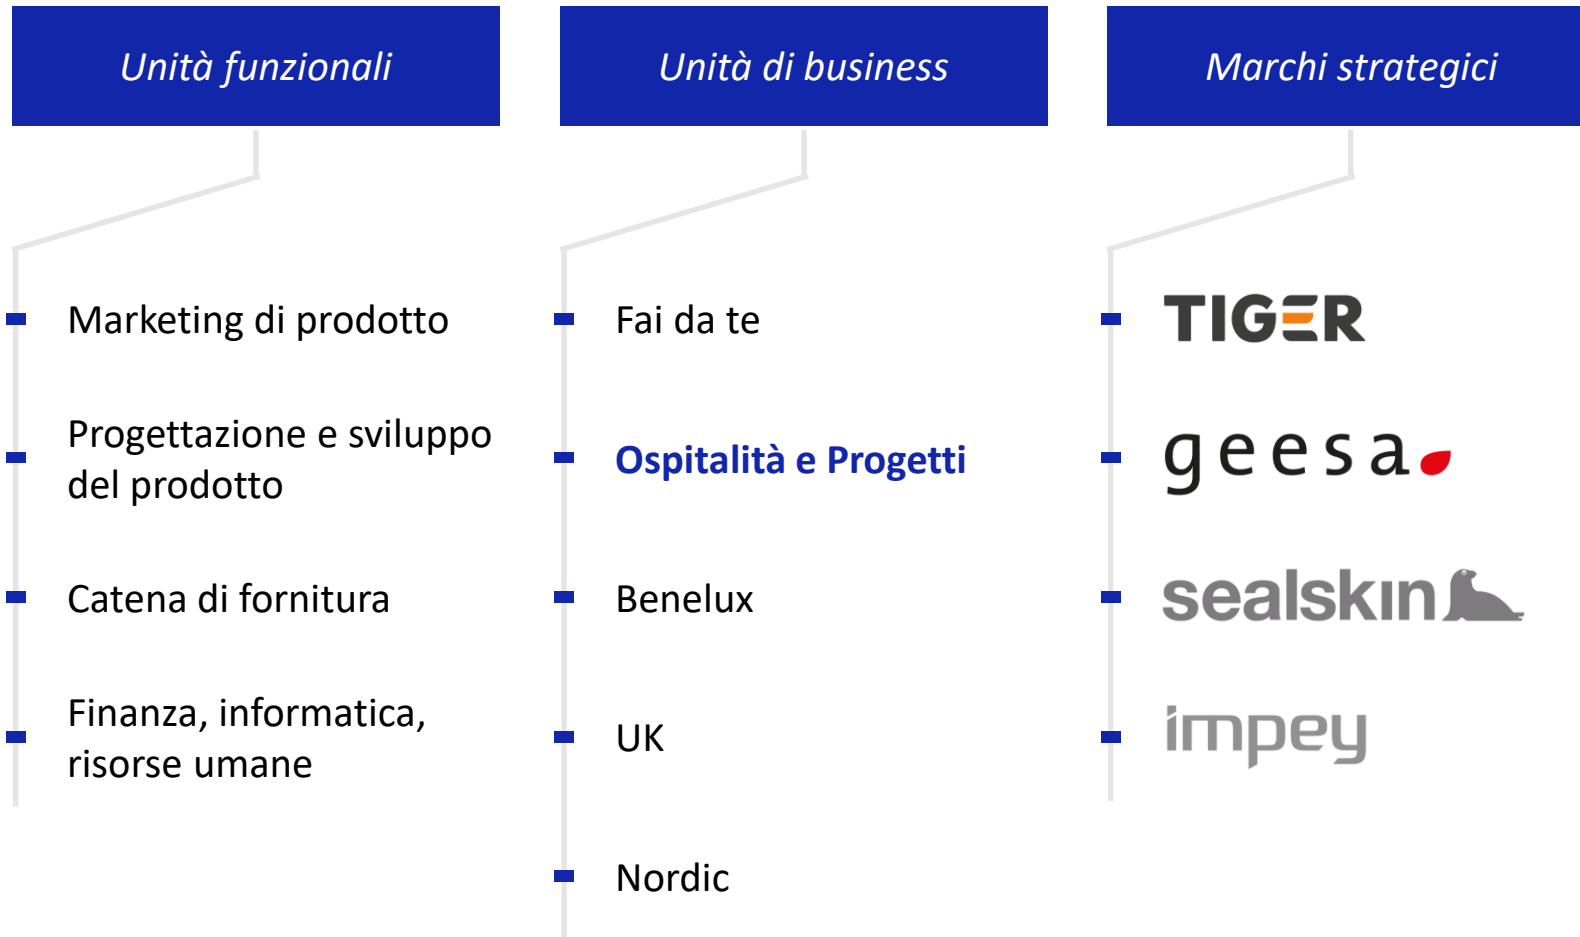 Unità funzionali
Marketing di prodotto
Progettazione e sviluppo
del prodotto
Catena di fornitura
Finanza, informatica,
risorse umane
Unità di business
Fai da te
Ospitalità e Progetti
Benelux
UK
Nordic
Marchi strategici
TIGER
geesa
sealskin
impey